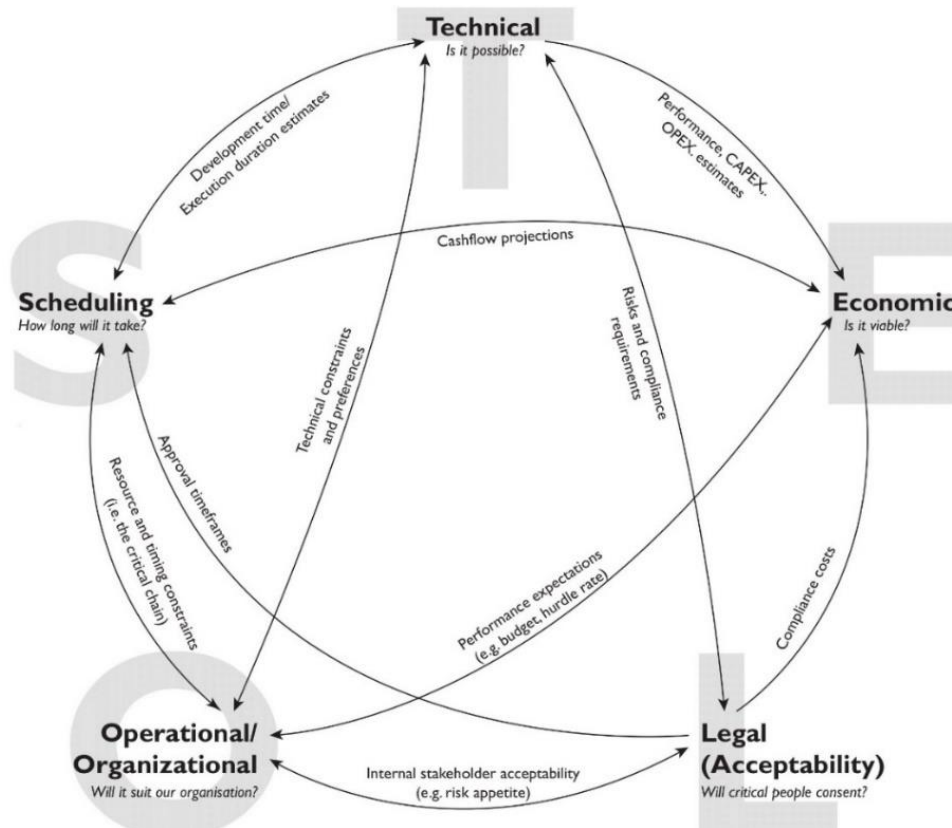 T
Technical
Is it possible?
Development time/
Execution duration estimates
Performance, CAPEX,.
OPEX. estimates
S
Scheduling
How long will it take?
Cashflow projections
E
Economic
Is it viable?
Technical constraints
and preferences
Risks and compliance
requirements
Resource and timing constraints
(i.e. the critical chain)
Approval timeframes
Performance expectations
(e.g. budget, hurdle rate)
Compliance costs
O
Operational/
Organizational
Will it suit our organisation?
Internal stakeholder acceptability
(e.g. risk appetite)
L
Legal
(Acceptability)
Will critical people consent?